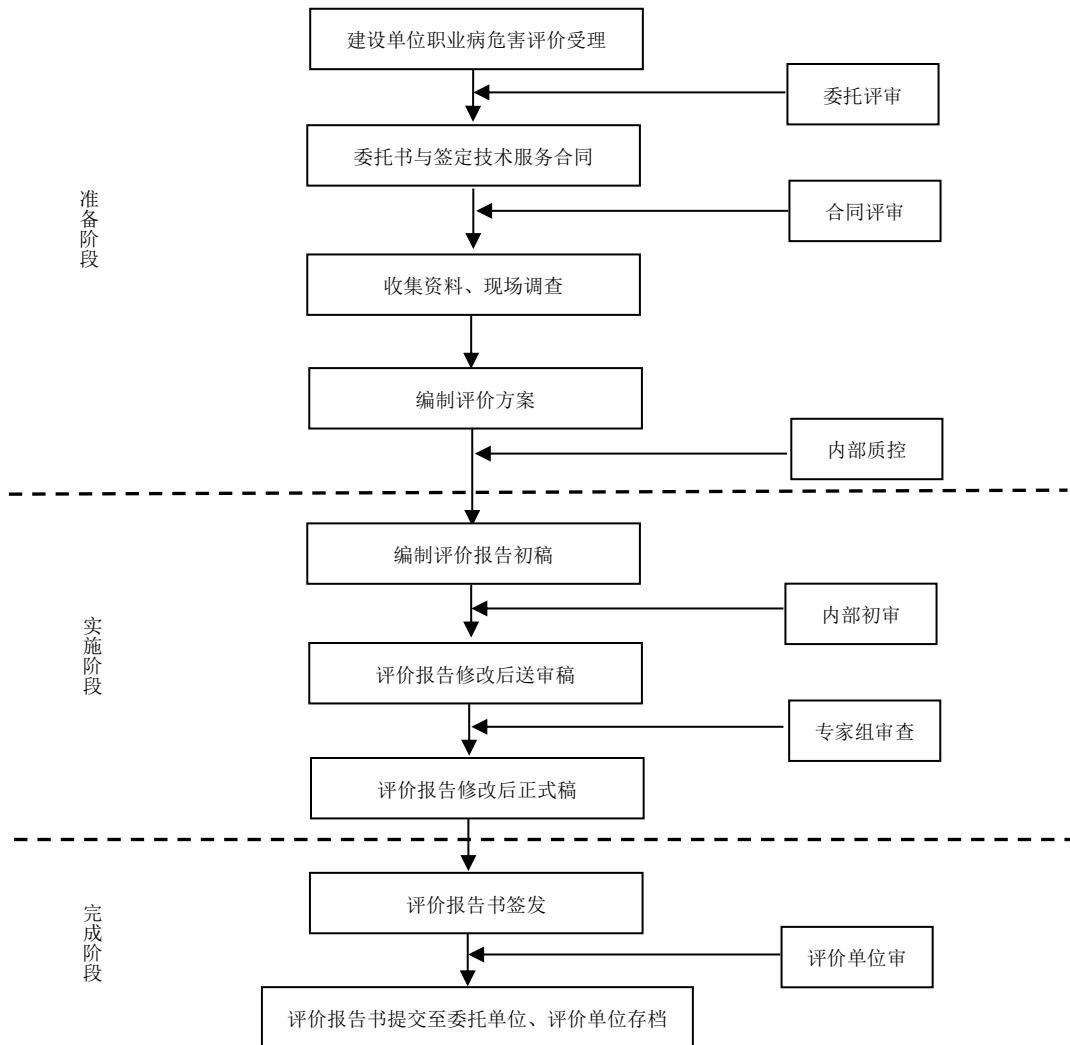 建设单位职业病危害评价受理
委托评审
委托书与签定技术服务合同
准备阶段
合同评审
收集资料、现场调查
编制评价方案
内部质控
编制评价报告初稿
内部初审
实施阶段
评价报告修改后送审稿
专家组审查
评价报告修改后正式稿
评价报告书签发
完成阶段
评价单位审
评价报告书提交至委托单位、评价单位存档